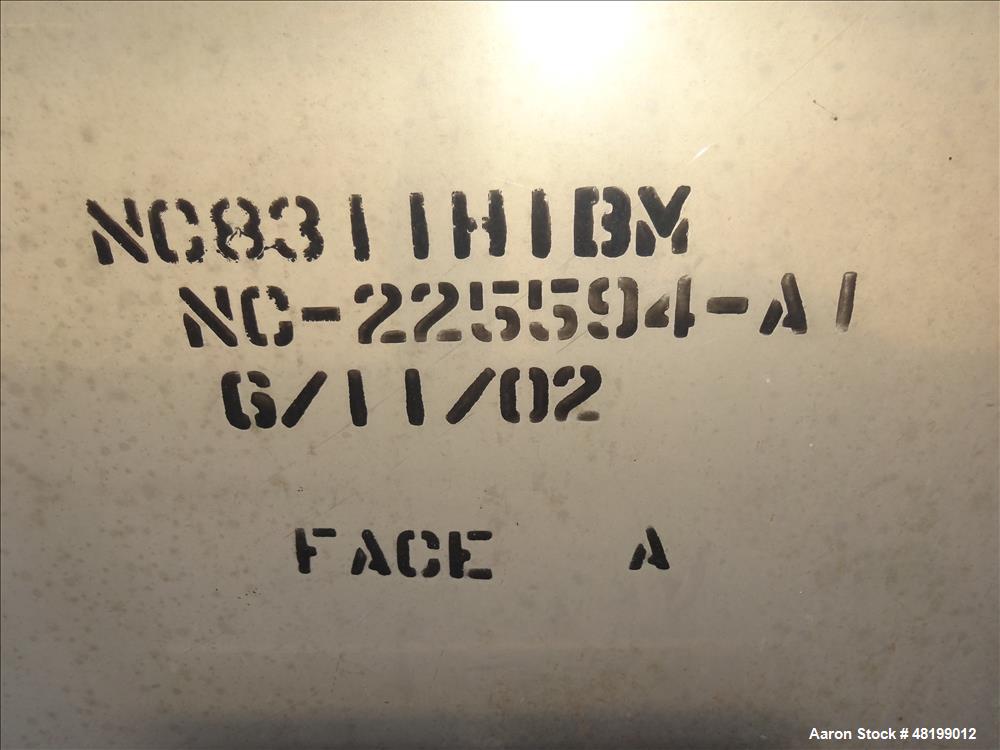 NC8311H1BM
NC-225594-A1
6/11/02
FACE A
Aaron Stock # 48199012